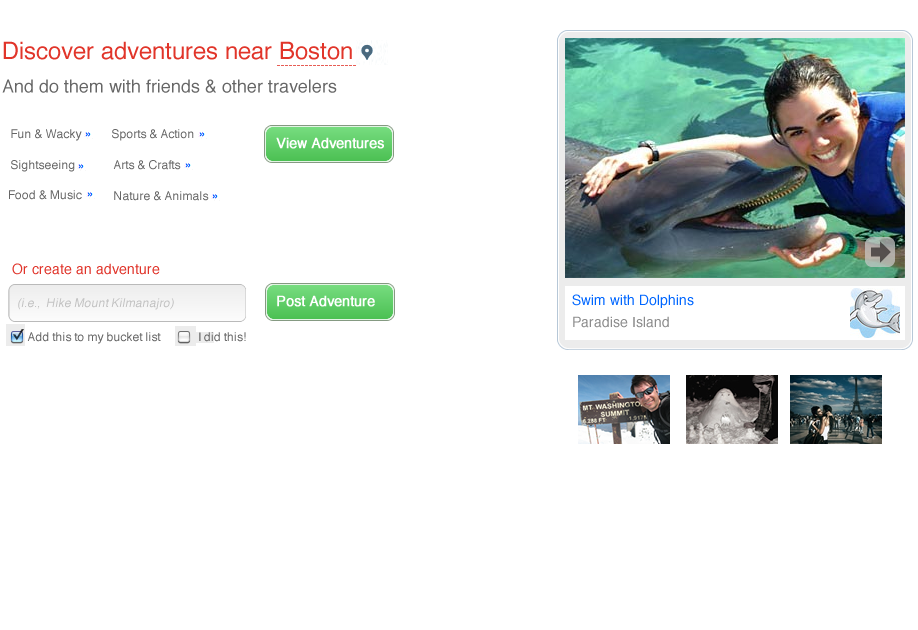 Discover adventures near Boston
And do them with friends & other travelers
Fun & Wacky »
Sports & Action »
View Adventures
Sightseeing »
Arts & Crafts »
Food & Music »
Nature & Animals »
Or create an adventure
(i.e., Hike Mount Kilmanajro)
Post Adventure
Add this to my bucket list
I did this!
Swim with Dolphins
Paradise Island
MT. WASHINGTO
SUMMIT
6,288 FT